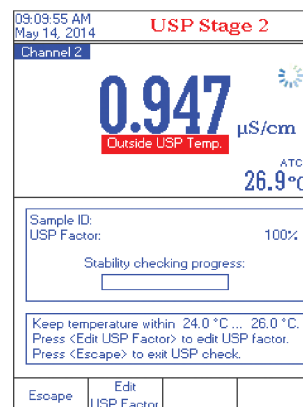 09:09:55 AM
May 14, 2014
USP Stage 2
Channel 2
0.947 µS/cm
Outside USP Temp.
ATC
26.9°C
Sample ID:
USP Factor: 100%
Stability checking progress:
Keep temperature within 24.0 °C ... 26.0 °C.
Press <Edit USP Factor> to edit USP factor.
Press <Escape> to exit USP check.
Escape
Edit
USP Factor